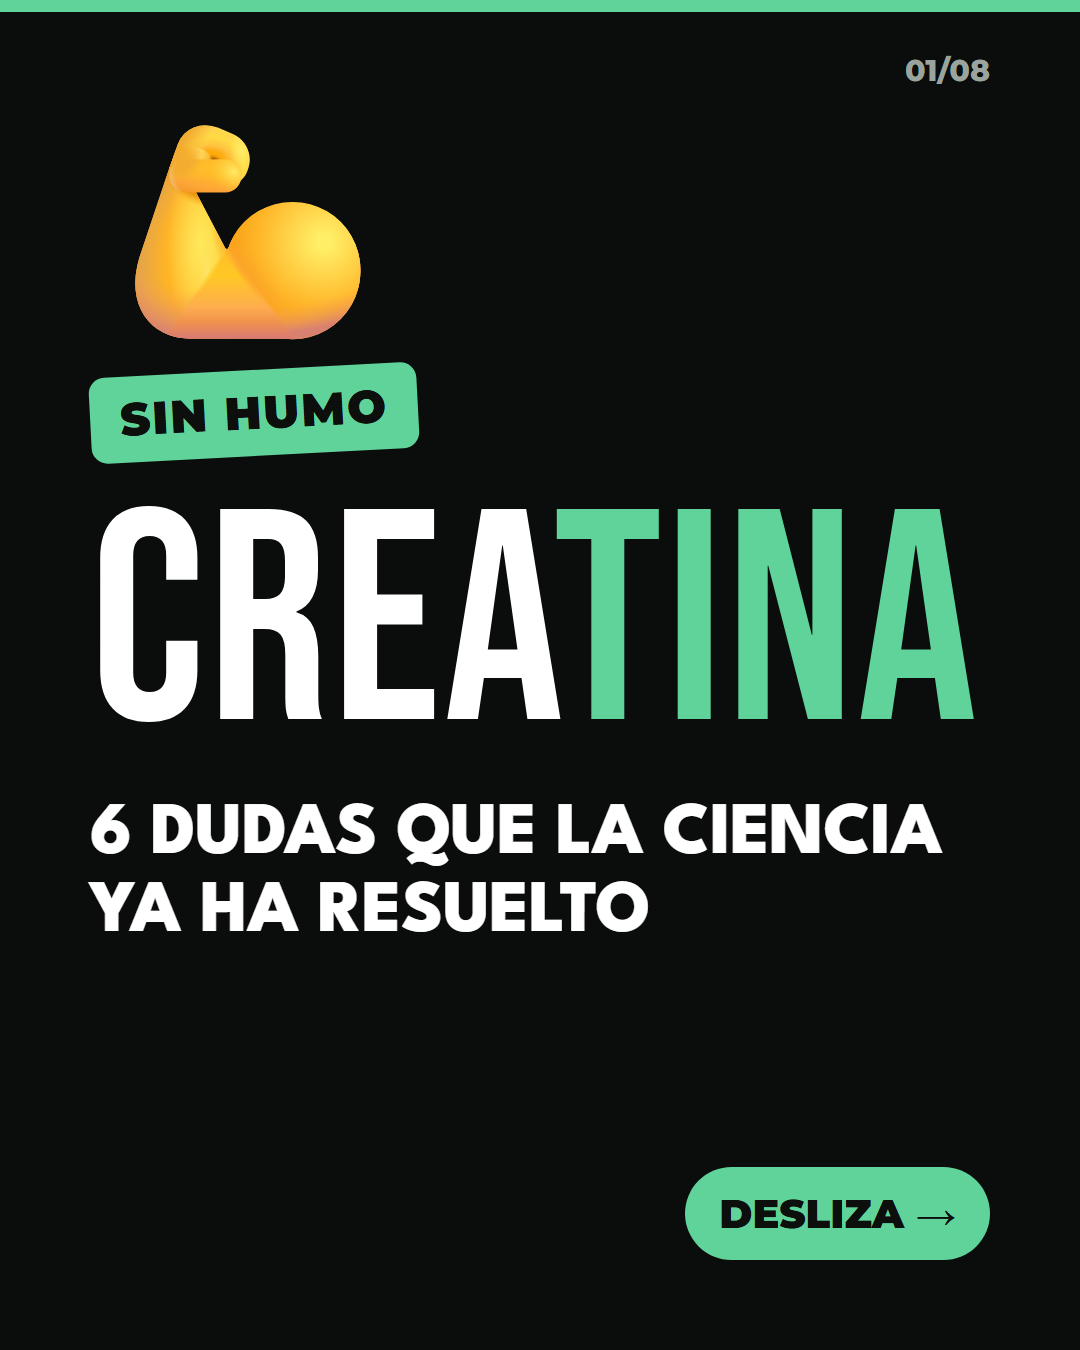 01/08
SIN HUMO
CREATINA
6 DUDAS QUE LA CIENCIA
YA HA RESUELTO
DESLIZA →